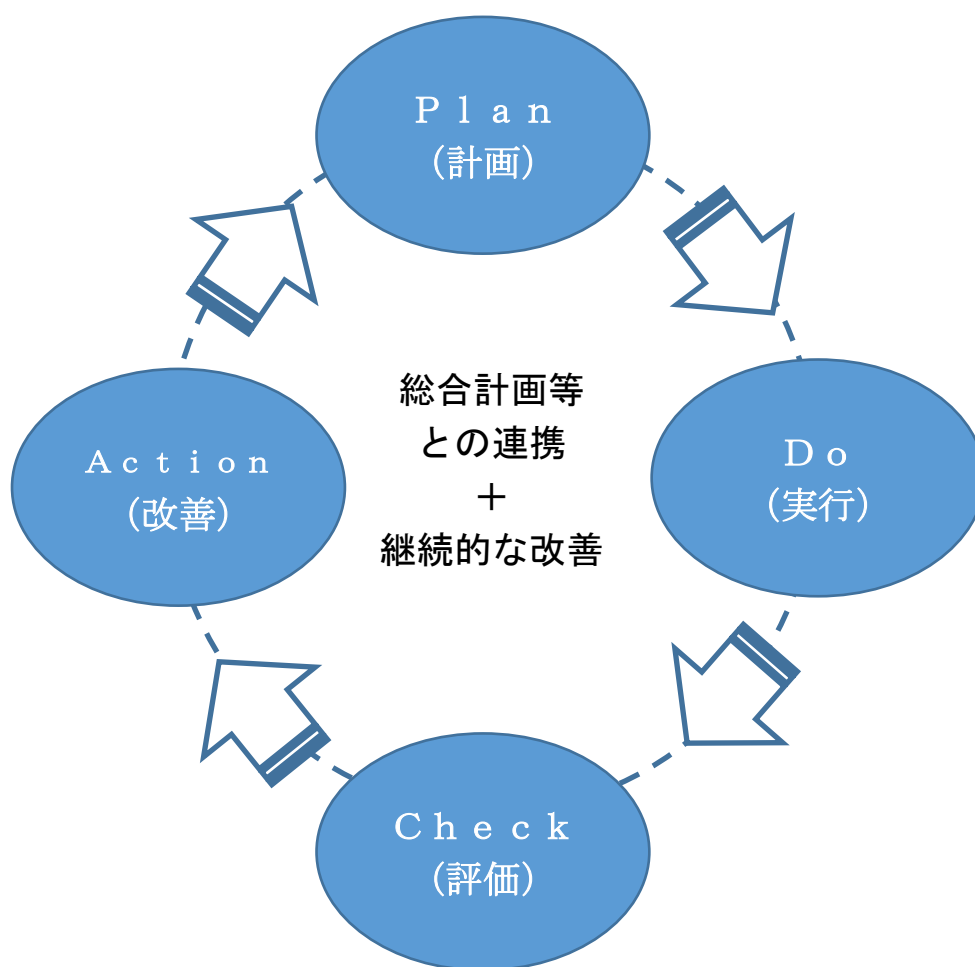 Ｐｌａｎ
（計画）
Ａｃｔｉｏｎ
（改善）
総合計画等
との連携
＋
継続的な改善
Ｄｏ
（実行）
Ｃｈｅｃｋ
（評価）